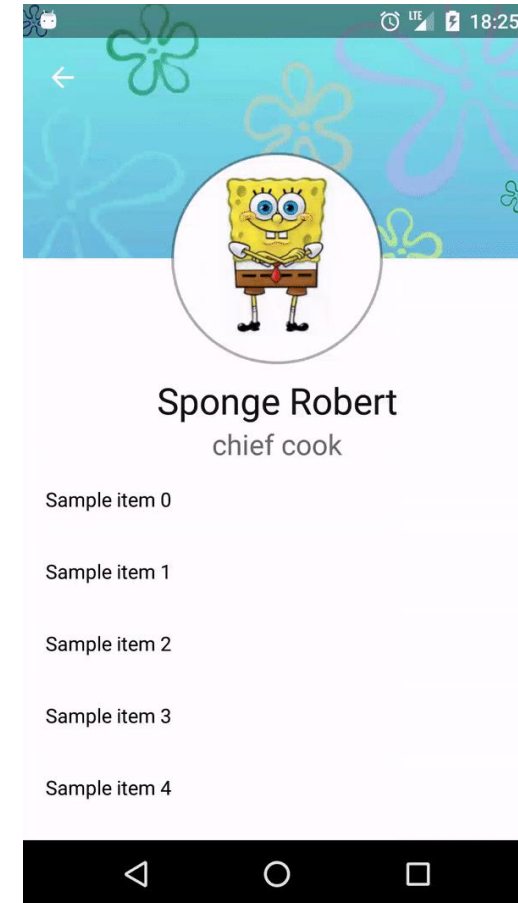 LTE 18:25
Sponge Robert
chief cook
Sample item 0
Sample item 1
Sample item 2
Sample item 3
Sample item 4